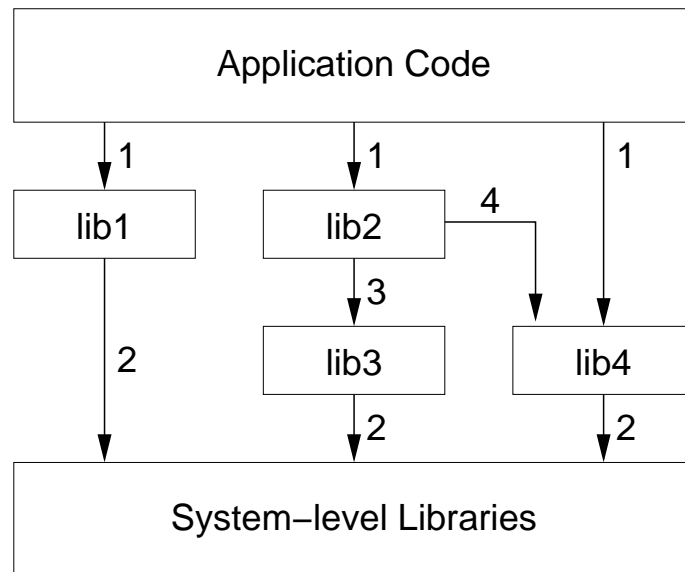 Application Code
1
1
1
lib1
lib2
4
3
2
lib3
lib4
2
2
System−level Libraries